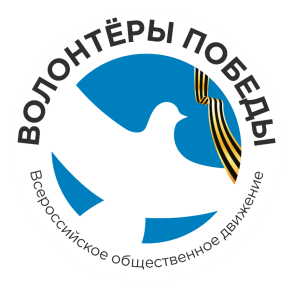 ВОЛОНТЁРЫ ПОБЕДЫ
Всероссийское общественное движение